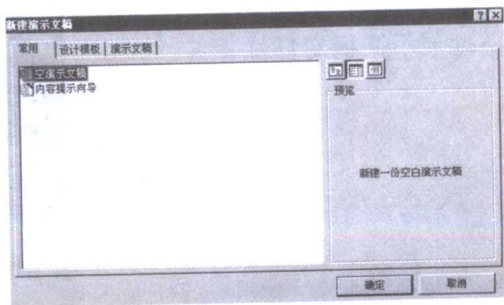 新建演示文稿
常用 设计模板 演示文稿
空演示文稿
内容提示向导
预览
新建一份空白演示文稿
确定 取消